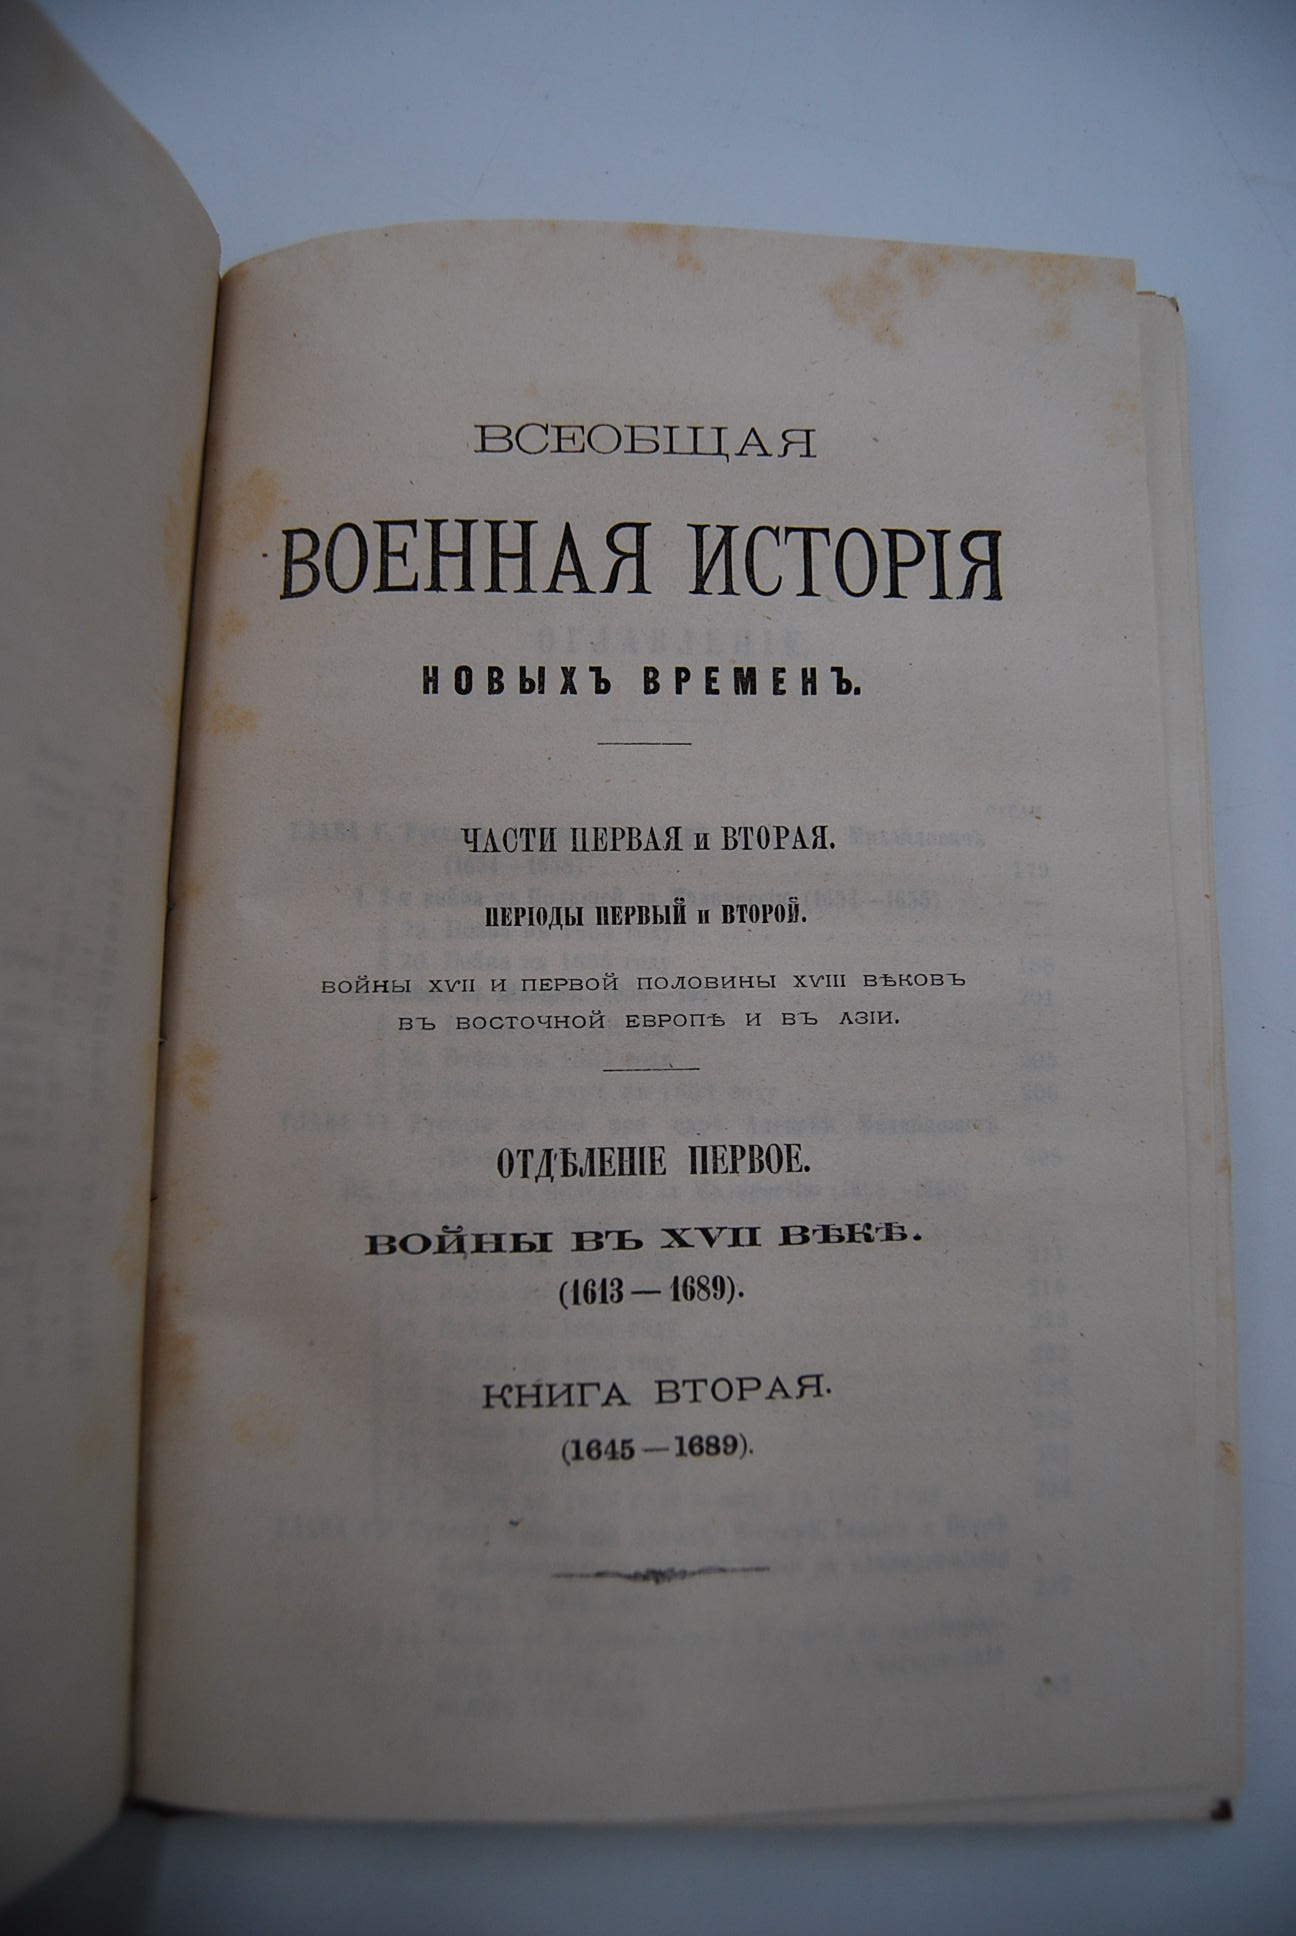 ВСЕОБЩАЯ
ВОЕННАЯ ИСТОРІЯ
НОВЫХЪ ВРЕМЕНЪ.
ЧАСТИ ПЕРВАЯ и ВТОРАЯ.
ПЕРІОДЫ ПЕРВЫЙ и ВТОРОЙ.
ВОЙНЫ XVII И ПЕРВОЙ ПОЛОВИНЫ XVIII ВѢКОВЪ
ВЪ ВОСТОЧНОЙ ЕВРОПѢ И ВЪ АЗІИ.
ОТДѢЛЕНІЕ ПЕРВОЕ.
ВОЙНЫ ВЪ XVII ВѢКѢ.
(1613 — 1689).
КНИГА ВТОРАЯ.
(1645 — 1689).